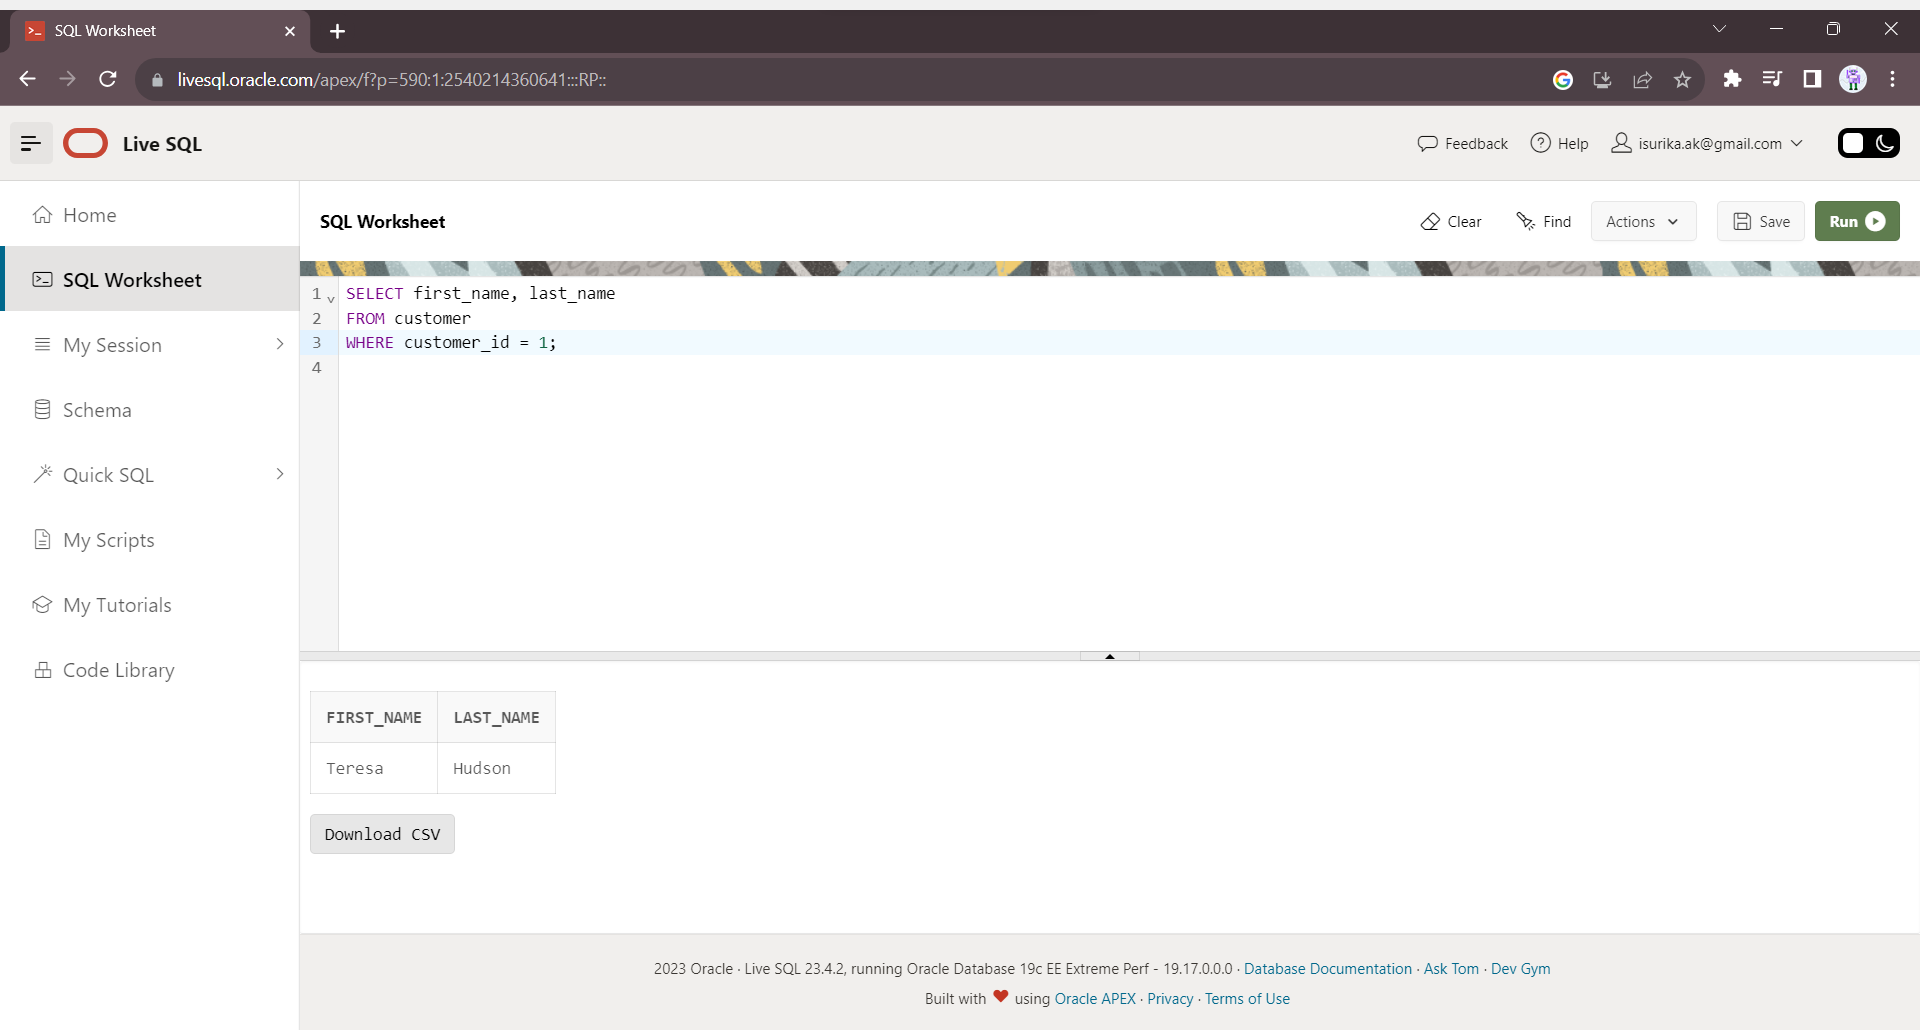 SQL Worksheet
livesql.oracle.com/apex/f?p=590:1:2540214360641:::RP::
Live SQL
Feedback
Help
isurika.ak@gmail.com
Home
SQL Worksheet
My Session
Schema
Quick SQL
My Scripts
My Tutorials
Code Library
SQL Worksheet
Clear
Find
Actions
Save
Run
1 SELECT first_name, last_name
2 FROM customer
3 WHERE customer_id = 1;
4
FIRST_NAME LAST_NAME
Teresa Hudson
Download CSV
2023 Oracle · Live SQL 23.4.2, running Oracle Database 19c EE Extreme Perf - 19.17.0.0.0 · Database Documentation · Ask Tom · Dev Gym
Built with ❤ using Oracle APEX · Privacy · Terms of Use